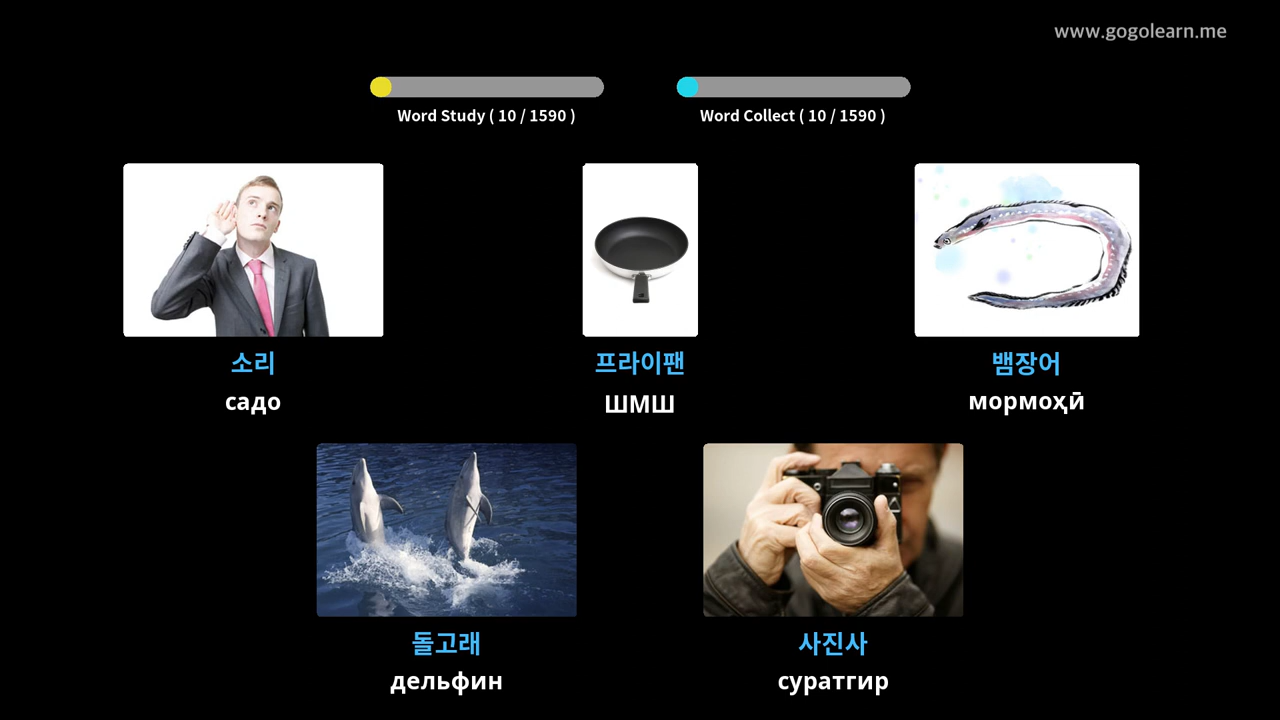 www.gogolearn.me
Word Study ( 10 / 1590 )
Word Collect ( 10 / 1590 )
소리
садо
프라이팬
ШМШ
뱀장어
мормоҳӣ
돌고래
дельфин
사진사
суратгир